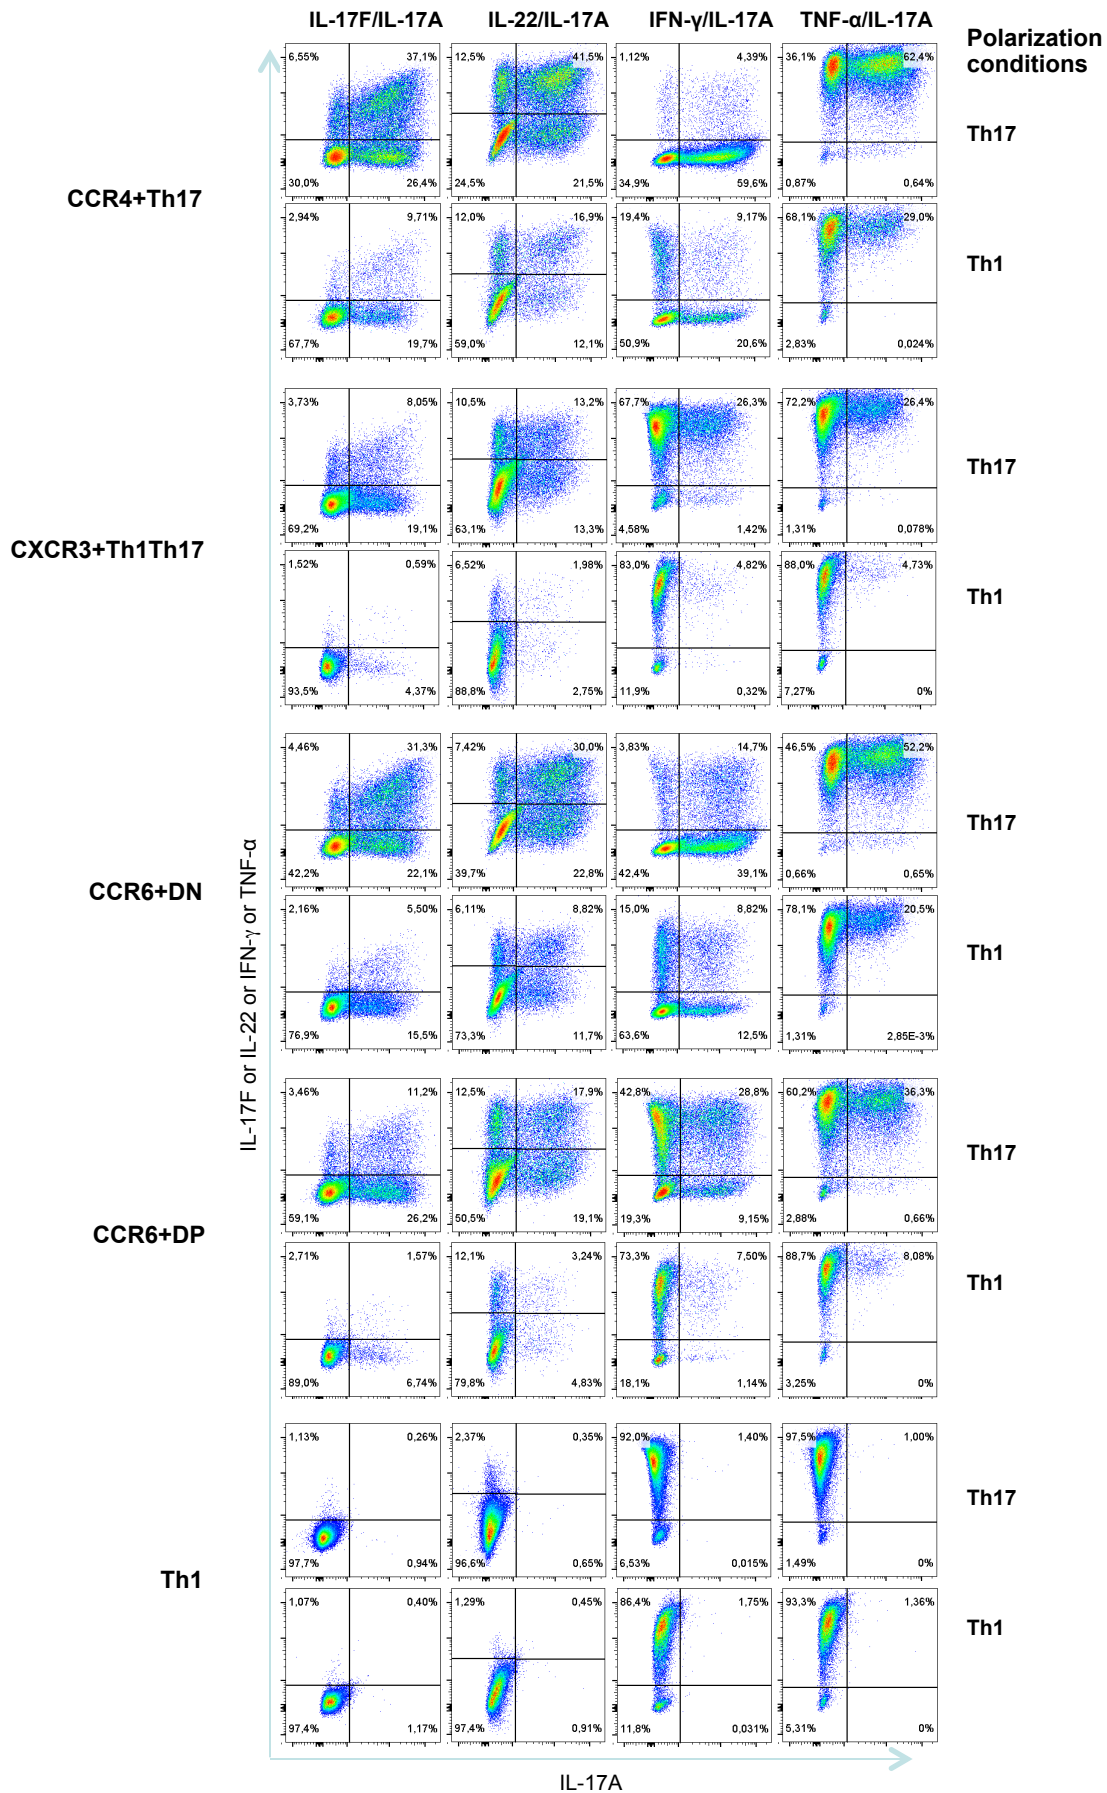 IL-17F/IL-17A IL-22/IL-17A IFN-γ/IL-17A TNF-α/IL-17A
Polarization
conditions
6,55% 37,1% 12,5% 41,5% 1,12% 4,39% 36,1% 62,4%
Th17
30,0% 26,4% 24,5% 21,5% 34,9% 59,6% 0,87% 0,64%
CCR4+Th17
2,94% 9,71% 12,0% 16,9% 19,4% 9,17% 68,1% 29,0%
Th1
67,7% 19,7% 59,0% 12,1% 50,9% 20,6% 2,83% 0,024%
3,73% 8,05% 10,5% 13,2% 67,7% 26,3% 72,2% 26,4%
Th17
69,2% 19,1% 63,1% 13,3% 4,58% 1,42% 1,31% 0,078%
CXCR3+Th1Th17
1,52% 0,59% 6,52% 1,98% 83,0% 4,82% 88,0% 4,73%
Th1
93,5% 4,37% 88,8% 2,75% 11,9% 0,32% 7,27% 0%
4,46% 31,3% 7,42% 30,0% 3,83% 14,7% 46,5% 52,2%
Th17
42,2% 22,1% 39,7% 22,8% 42,4% 39,1% 0,66% 0,65%
CCR6+DN
2,16% 5,50% 6,11% 8,82% 15,0% 8,82% 78,1% 20,5%
Th1
76,9% 15,5% 73,3% 11,7% 63,6% 12,5% 1,31% 2,85E-3%
IL-17F or IL-22 or IFN-γ or TNF-α
3,46% 11,2% 12,5% 17,9% 42,8% 28,8% 60,2% 36,3%
Th17
59,1% 26,2% 50,5% 19,1% 19,3% 9,15% 2,88% 0,66%
CCR6+DP
2,71% 1,57% 12,1% 3,24% 73,3% 7,50% 88,7% 8,08%
Th1
89,0% 6,74% 79,8% 4,83% 18,1% 1,14% 3,25% 0%
1,13% 0,26% 2,37% 0,35% 92,0% 1,40% 97,5% 1,00%
Th17
97,7% 0,94% 96,6% 0,65% 6,53% 0,015% 1,49% 0%
Th1
1,07% 0,40% 1,29% 0,45% 86,4% 1,75% 93,3% 1,36%
Th1
97,4% 1,17% 97,4% 0,91% 11,8% 0,031% 5,31% 0%
IL-17A